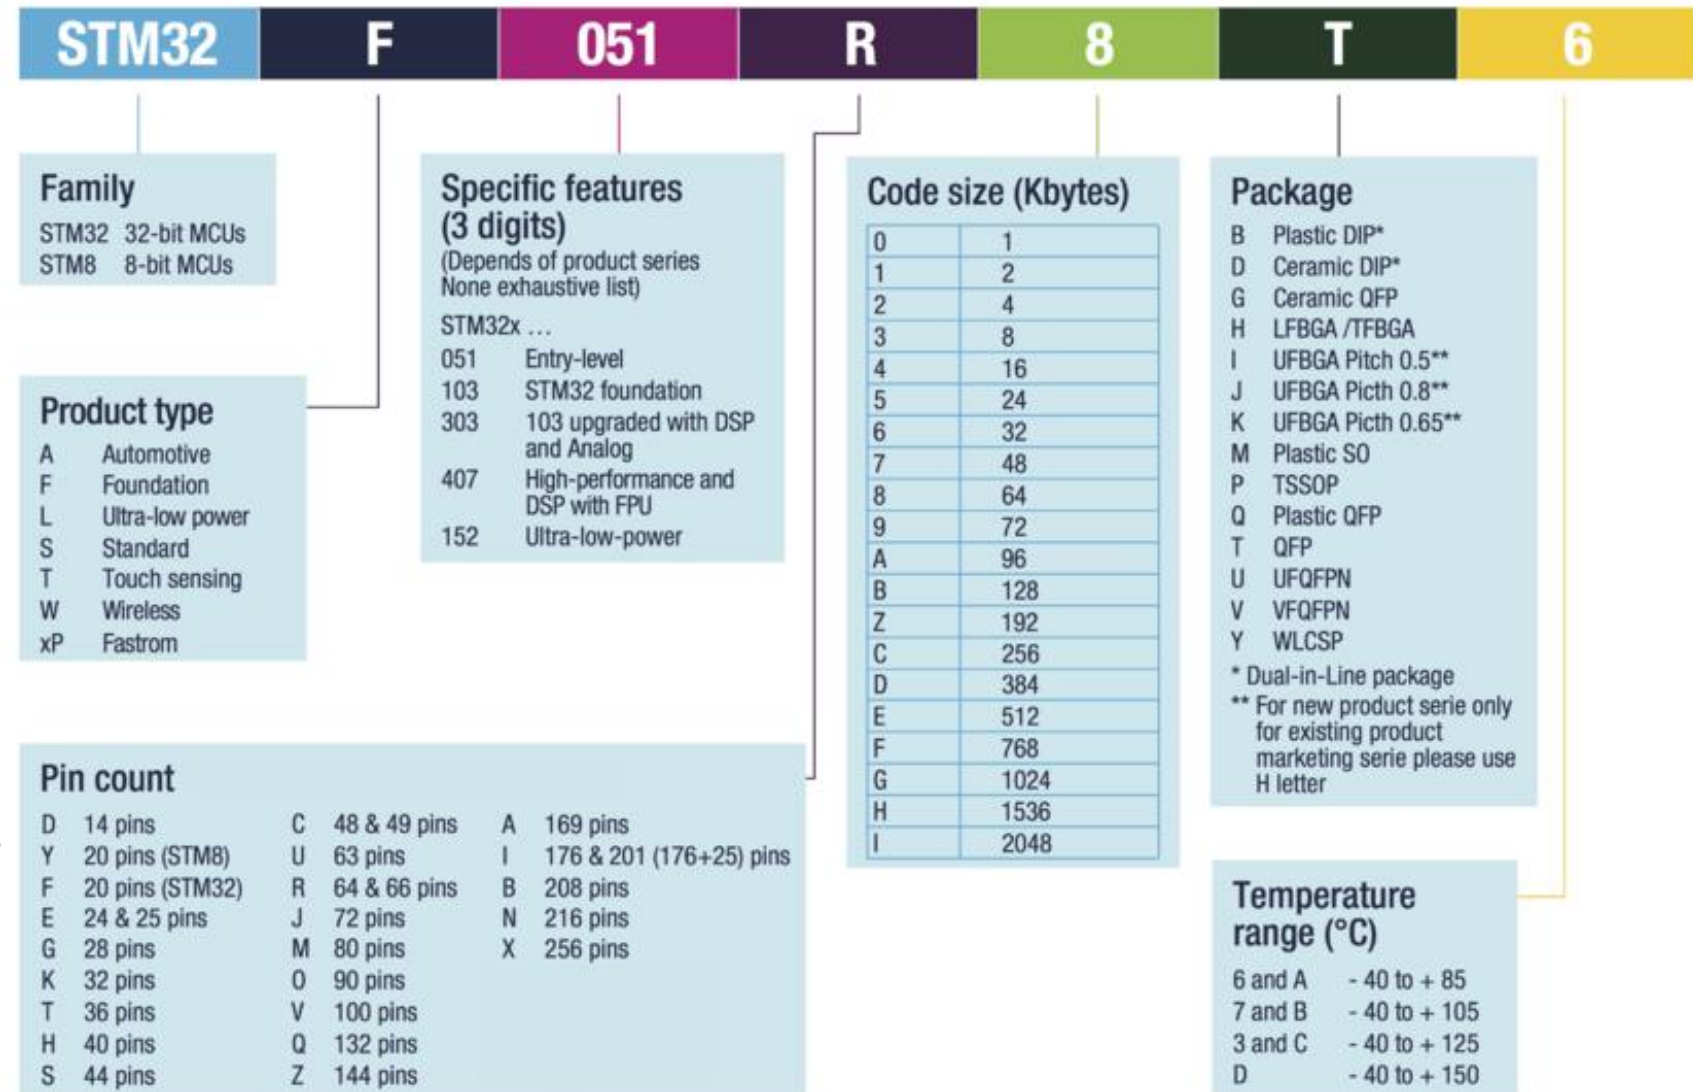 STM32 F 051 R 8 T 6
Family
STM32 32-bit MCUs
STM8 8-bit MCUs
Product type
A Automotive
F Foundation
L Ultra-low power
S Standard
T Touch sensing
W Wireless
xP Fastrom
Specific features
(3 digits)
(Depends of product series
None exhaustive list)
STM32x ...
051 Entry-level
103 STM32 foundation
303 103 upgraded with DSP
and Analog
407 High-performance and
DSP with FPU
152 Ultra-low-power
Pin count
D 14 pins
Y 20 pins (STM8)
F 20 pins (STM32)
E 24 & 25 pins
G 28 pins
K 32 pins
T 36 pins
H 40 pins
S 44 pins
C 48 & 49 pins
U 63 pins
R 64 & 66 pins
J 72 pins
M 80 pins
O 90 pins
V 100 pins
Q 132 pins
Z 144 pins
A 169 pins
I 176 & 201 (176+25) pins
B 208 pins
N 216 pins
X 256 pins
Code size (Kbytes)
0 1
1 2
2 4
3 8
4 16
5 24
6 32
7 48
8 64
9 72
A 96
B 128
Z 192
C 256
D 384
E 512
F 768
G 1024
H 1536
I 2048
Package
B Plastic DIP*
D Ceramic DIP*
G Ceramic QFP
H LFBGA /TFBGA
I UFBGA Pitch 0.5**
J UFBGA Picth 0.8**
K UFBGA Picth 0.65**
M Plastic SO
P TSSOP
Q Plastic QFP
T QFP
U UFQFPN
V VFQFPN
Y WLCSP
* Dual-in-Line package
** For new product serie only
for existing product
marketing serie please use
H letter
Temperature
range (°C)
6 and A - 40 to + 85
7 and B - 40 to + 105
3 and C - 40 to + 125
D - 40 to + 150